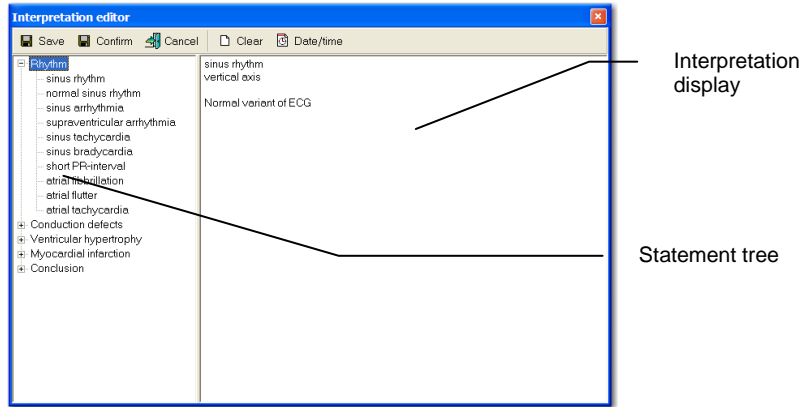 Interpretation editor
Save Confirm Cancel Clear Date/time
Rhythm
sinus rhythm
normal sinus rhythm
sinus arrhythmia
supraventricular arrhythmia
sinus tachycardia
sinus bradycardia
short PR-interval
atrial fibbrillation
atrial flutter
atrial tachycardia
Conduction defects
Ventricular hypertrophy
Myocardial infarction
Conclusion
sinus rhythm
vertical axis
Normal variant of ECG
Interpretation
display
Statement tree